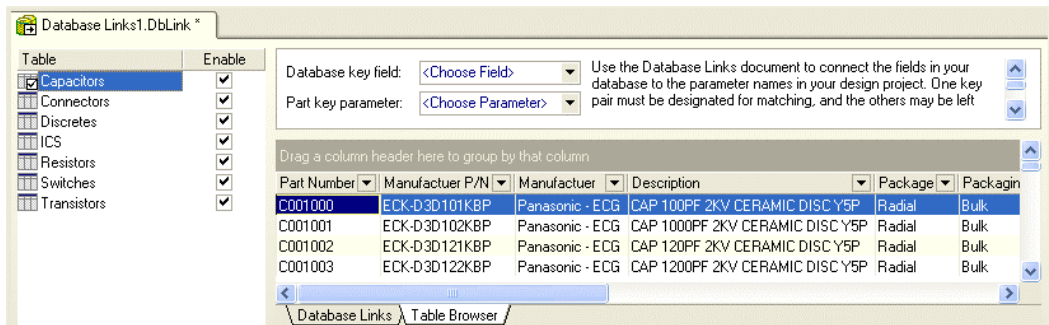 Database Links1.DbLink *
Table Enable
Capacitors
Connectors
Discretes
ICS
Resistors
Switches
Transistors
Database key field: <Choose Field>
Part key parameter: <Choose Parameter>
Use the Database Links document to connect the fields in your
database to the parameter names in your design project. One key
pair must be designated for matching, and the others may be left
Drag a column header here to group by that column
Part Number Manufactuer P/N Manufactuer Description Package Packagin
C001000 ECK-D3D101KBP Panasonic - ECG CAP 100PF 2KV CERAMIC DISC Y5P Radial Bulk
C001001 ECK-D3D102KBP Panasonic - ECG CAP 1000PF 2KV CERAMIC DISC Y5P Radial Bulk
C001002 ECK-D3D121KBP Panasonic - ECG CAP 120PF 2KV CERAMIC DISC Y5P Radial Bulk
C001003 ECK-D3D122KBP Panasonic - ECG CAP 1200PF 2KV CERAMIC DISC Y5P Radial Bulk
Database Links Table Browser